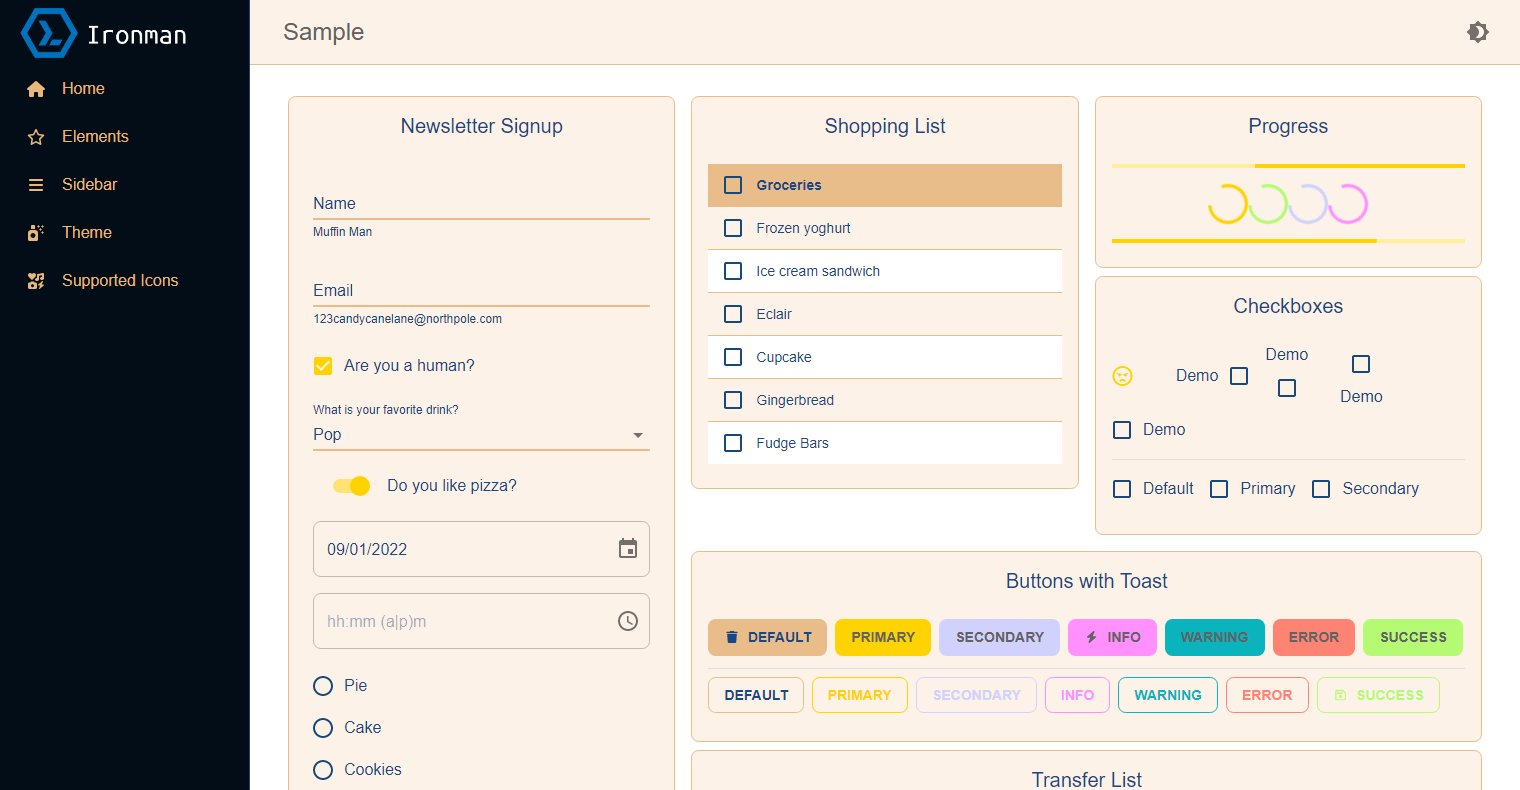 Ironman
Home
Elements
Sidebar
Theme
Supported Icons
Sample
Newsletter Signup
Name
Muffin Man
Email
123candycanelane@northpole.com
Are you a human?
What is your favorite drink?
Pop
Do you like pizza?
09/01/2022
hh:mm (a|p)m
Pie
Cake
Cookies
Shopping List
Groceries
Frozen yoghurt
Ice cream sandwich
Eclair
Cupcake
Gingerbread
Fudge Bars
Progress
Checkboxes
Demo
Demo
Demo
Demo
Default Primary Secondary
Buttons with Toast
DEFAULT PRIMARY SECONDARY INFO WARNING ERROR SUCCESS
DEFAULT PRIMARY SECONDARY INFO WARNING ERROR SUCCESS
Transfer List